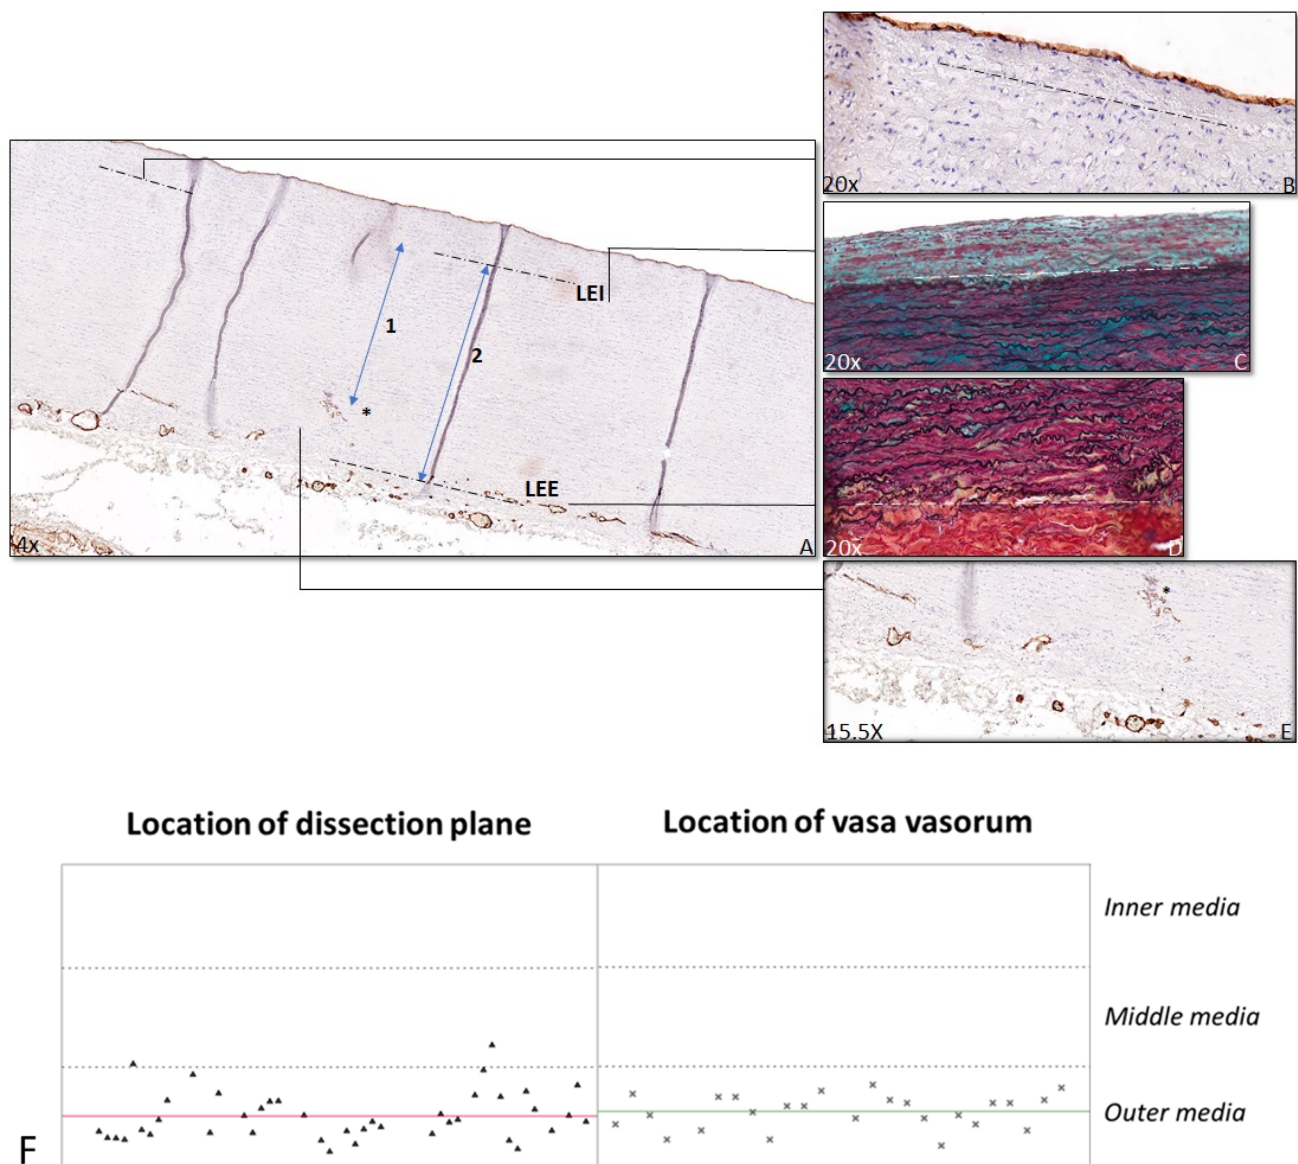 20x
B
LEI
1
2
*
LEE
4x
A
20x
C
20x
D
*
15.5X
E
Location of dissection plane
Location of vasa vasorum
Inner media
Middle media
Outer media
F